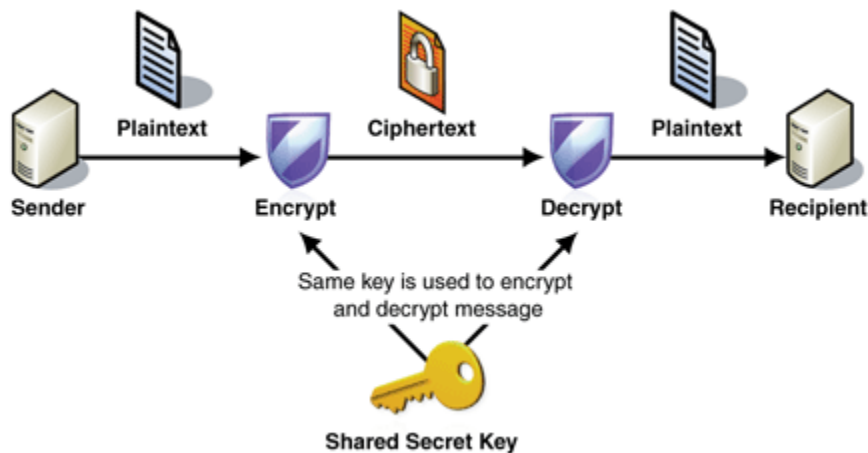 Plaintext
Ciphertext
Plaintext
Sender
Encrypt
Decrypt
Recipient
Same key is used to encrypt
and decrypt message
Shared Secret Key